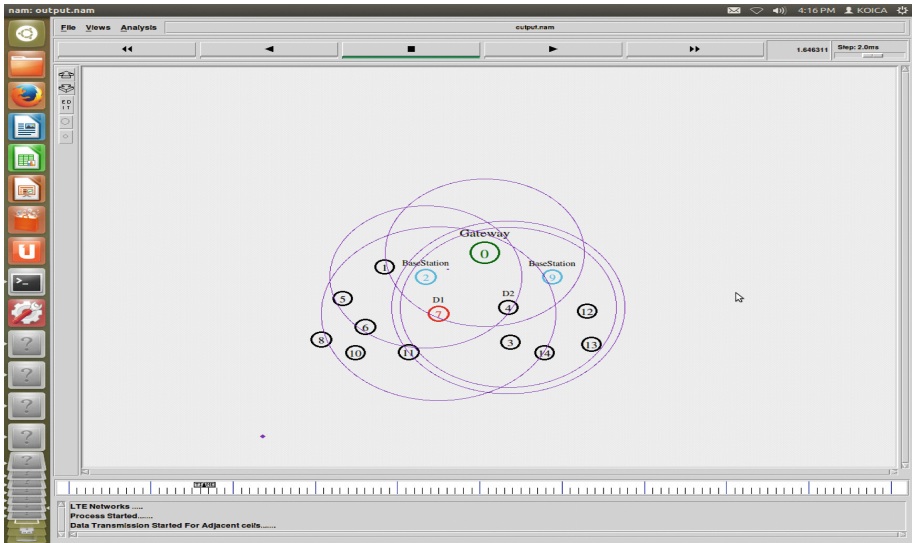 nam: output.nam
4:16 PM KOICA
File Views Analysis
output.nam
1.646311
Step: 2.0ms
ED
IT
Gateway
0
BaseStation
2
BaseStation
9
1
5
D1
7
D2
4
12
6
8
10
11
3
14
13
LTE Networks .....
Process Started......
Data Transmission Started For Adjacent cells......